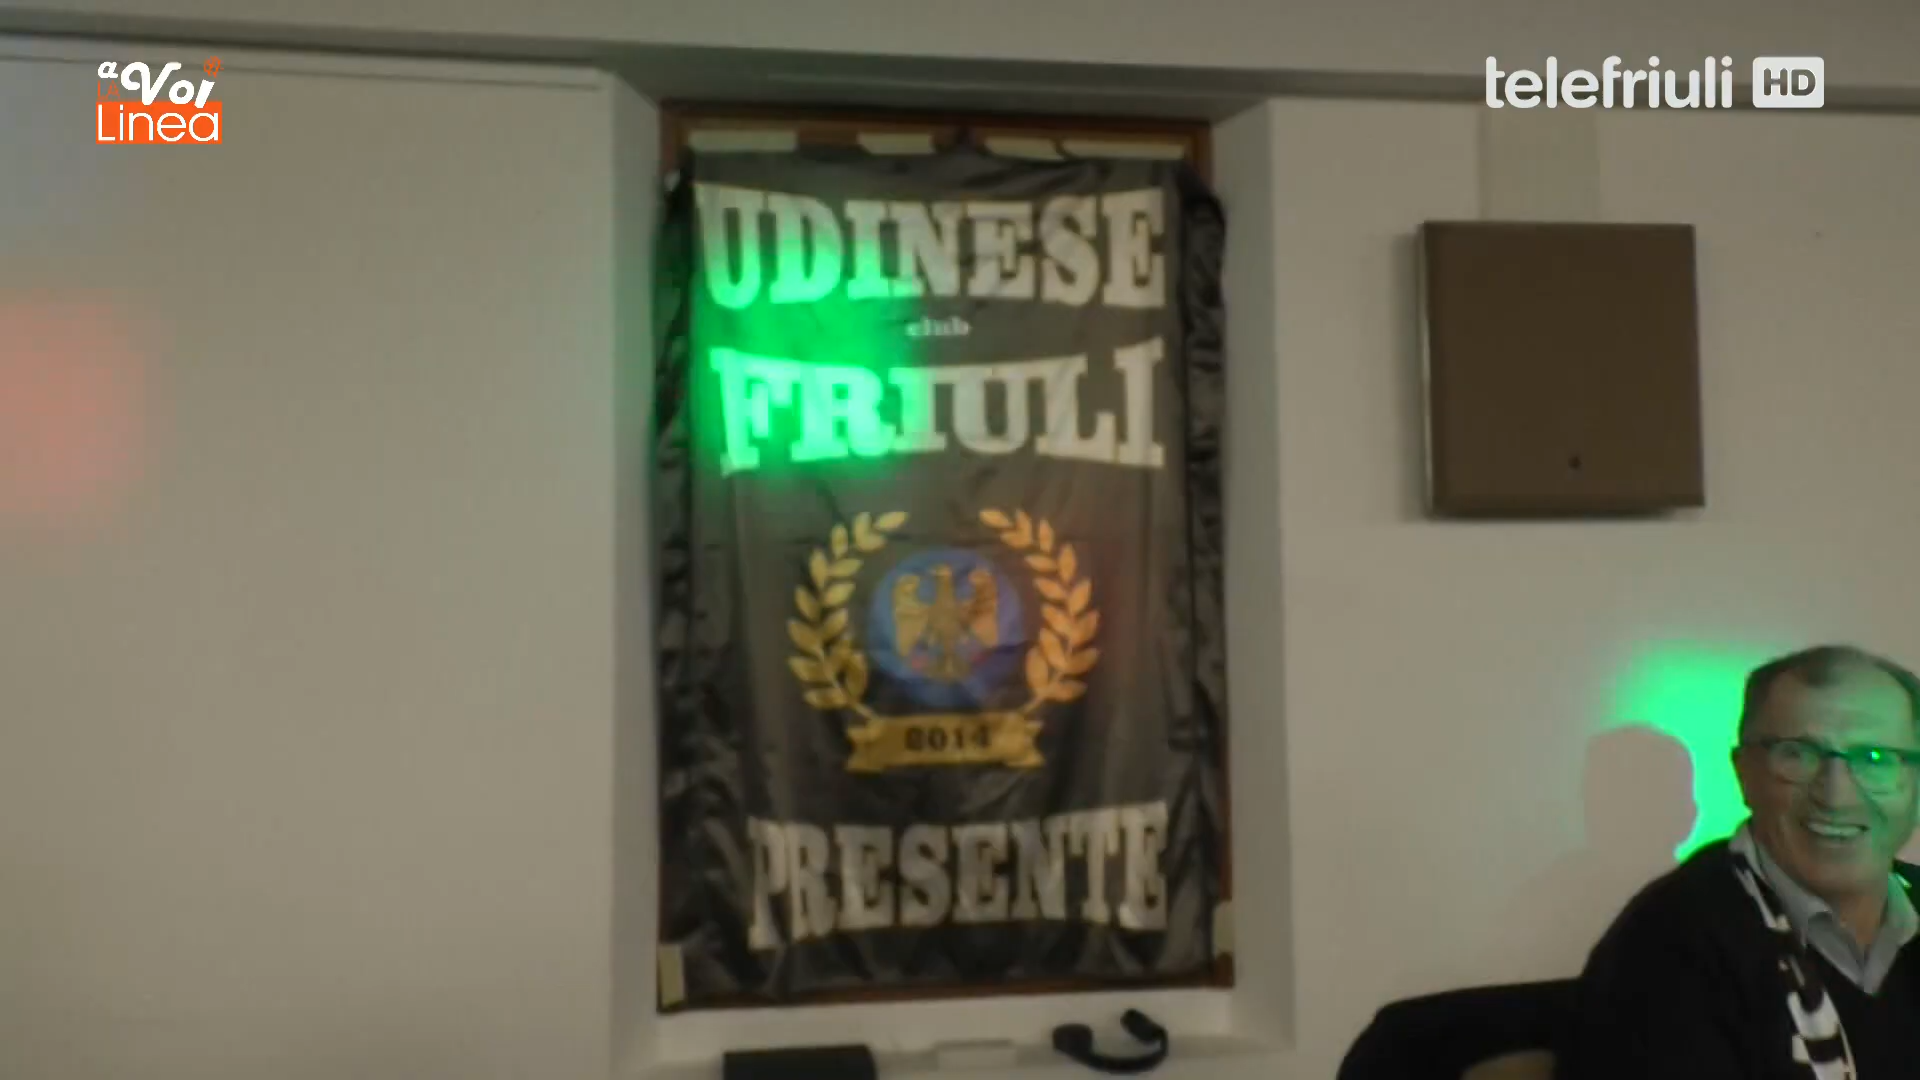 a Voi
LA
Linea
telefriuli HD
UDINESE
club
FRIULI
2014
PRESENTE